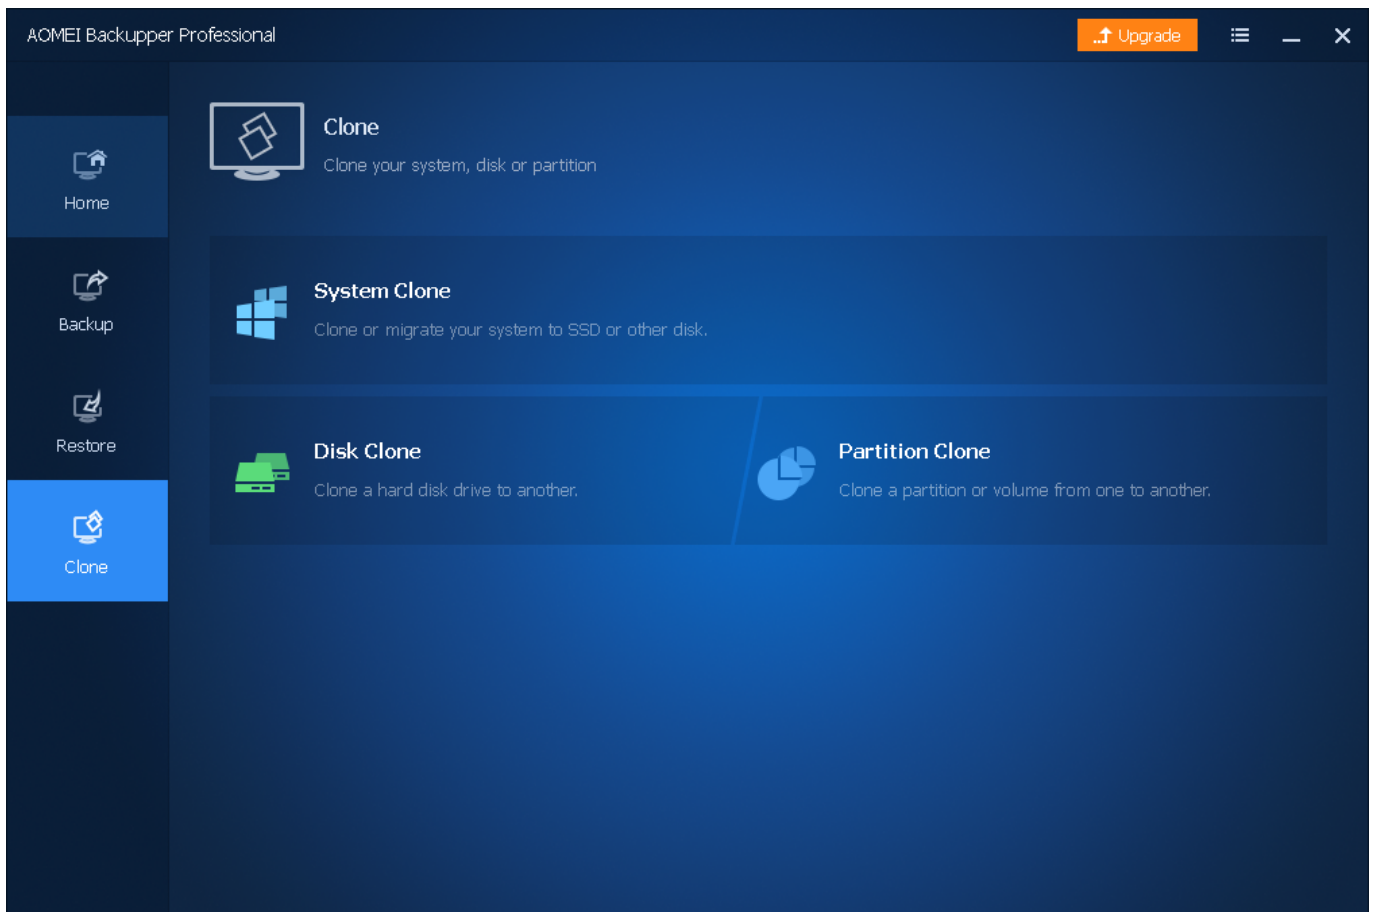 AOMEI Backupper Professional
Upgrade
Home
Backup
Restore
Clone
Clone
Clone your system, disk or partition
System Clone
Clone or migrate your system to SSD or other disk.
Disk Clone
Clone a hard disk drive to another.
Partition Clone
Clone a partition or volume from one to another.